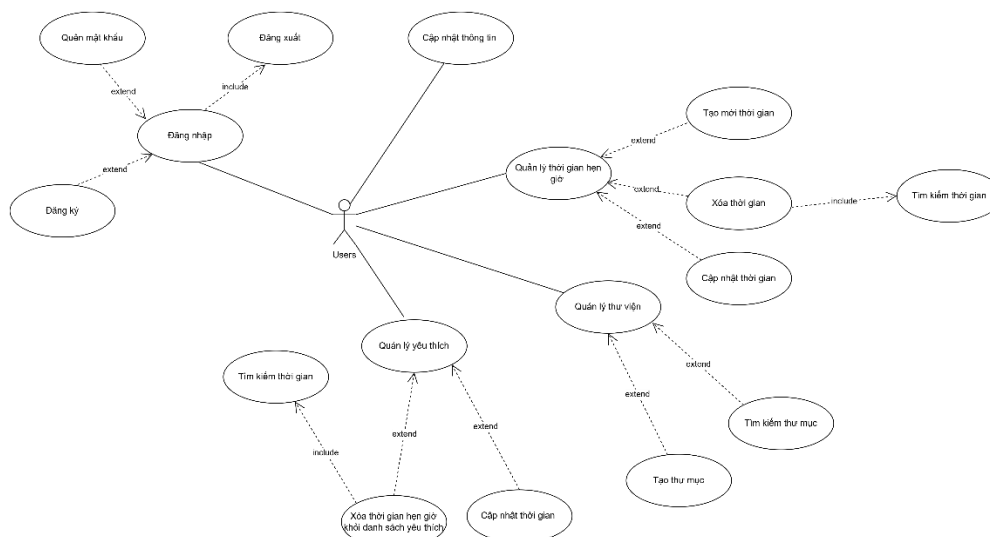 Quên mật khẩu
Đăng xuất
Cập nhật thông tin
extend
include
Đăng nhập
extend
Đăng ký
Tạo mới thời gian
extend
Quản lý thời gian hẹn
giờ
extend
Xóa thời gian
include
Tìm kiếm thời gian
extend
Cập nhật thời gian
Users
Quản lý thư viện
Quản lý yêu thích
extend
Tìm kiếm thời gian
extend
Tìm kiếm thư mục
extend
extend
include
Tạo thư mục
Xóa thời gian hẹn giờ
khỏi danh sách yêu thích
Cập nhật thời gian